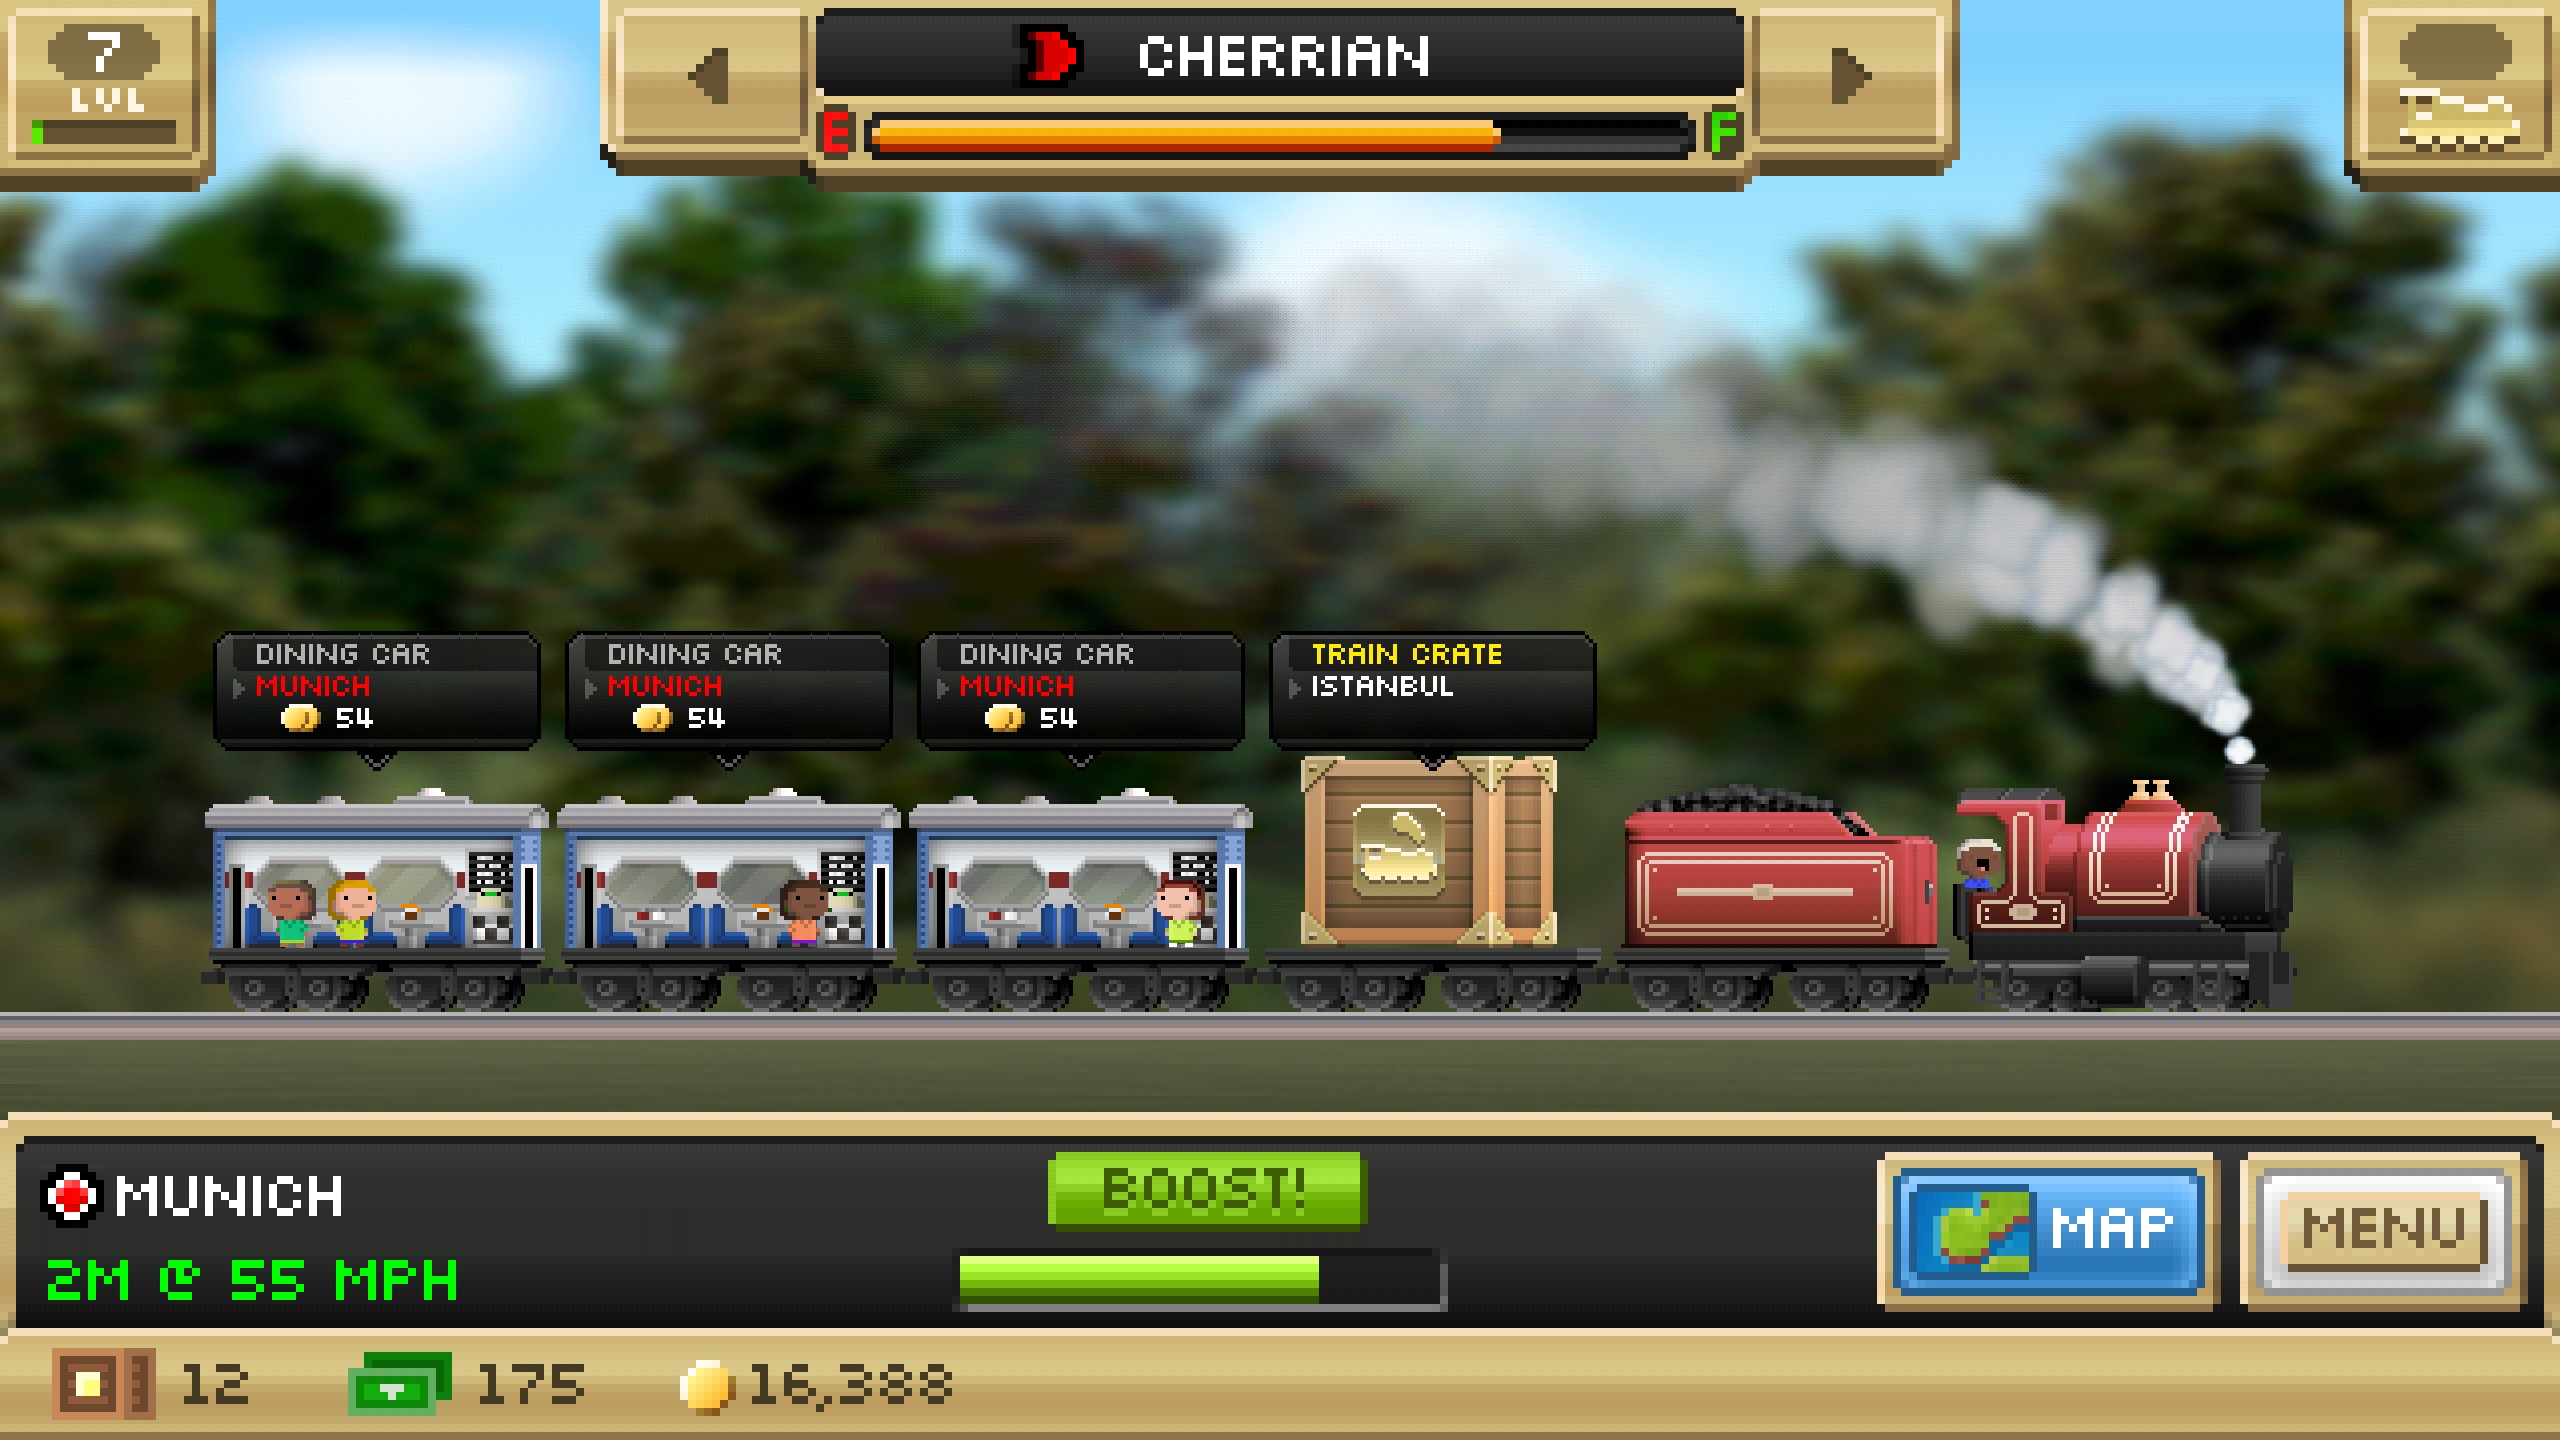 7
LVL
CHERRIAN
E
F
DINING CAR
MUNICH
54
DINING CAR
MUNICH
54
DINING CAR
MUNICH
54
TRAIN CRATE
ISTANBUL
MUNICH
2M @ 55 MPH
BOOST!
MAP
MENU
12
175
16,388